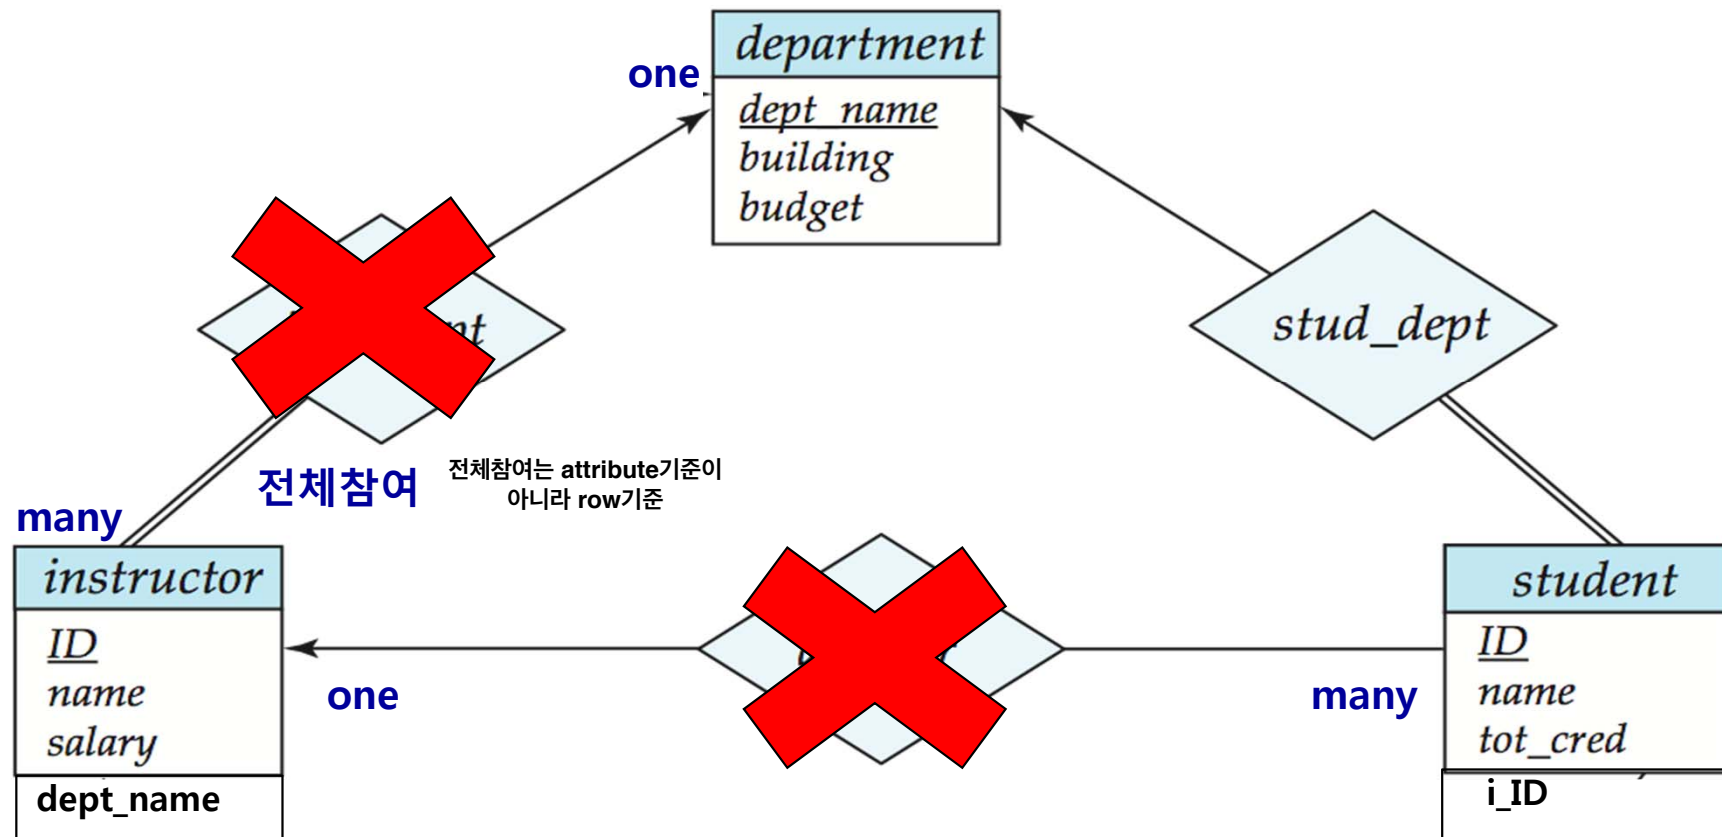 department
one
dept_name
building
budget
stud_dept
전체참여
전체참여는 attribute기준이
아니라 row기준
many
instructor
ID
name
salary
dept_name
one
many
student
ID
name
tot_cred
i_ID